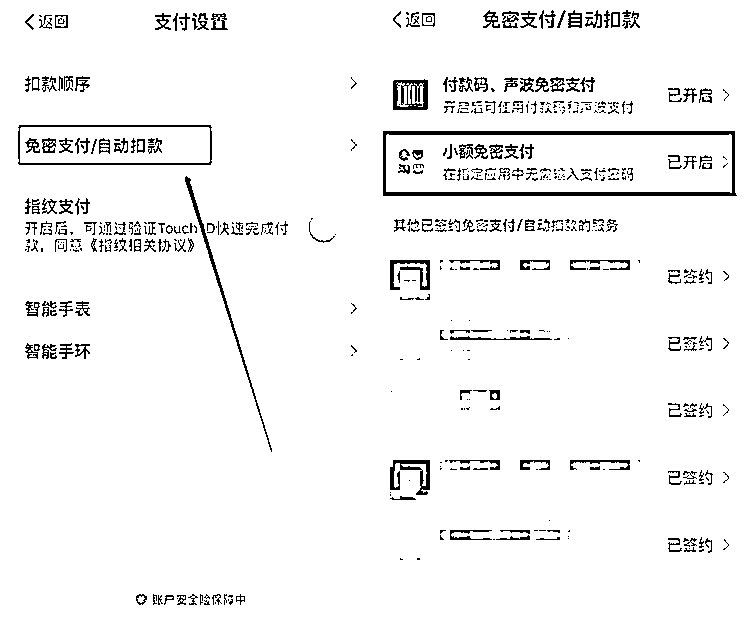 返回
支付设置
扣款顺序
免密支付/自动扣款
指纹支付
开启后，可通过验证Touch ID快速完成付
款，同意《指纹相关协议》
智能手表
智能手环
账户安全险保障中
返回
免密支付/自动扣款
付款码、声波免密支付
开启后可使用付款码和声波支付
已开启
小额免密支付
在指定应用中无需输入支付密码
已开启
其他已签约免密支付/自动扣款的服务
已签约
已签约
已签约
已签约
已签约